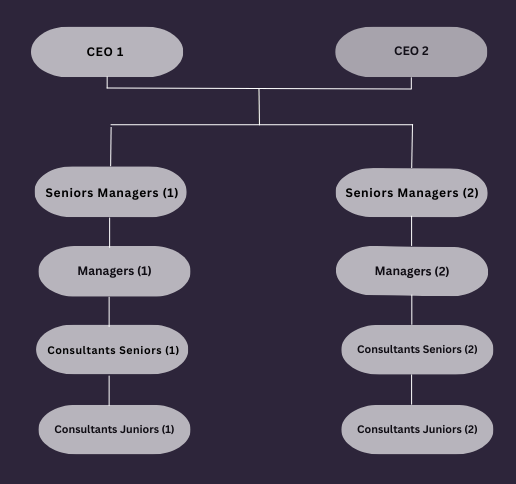 CEO 1
CEO 2
Seniors Managers (1)
Seniors Managers (2)
Managers (1)
Managers (2)
Consultants Seniors (1)
Consultants Seniors (2)
Consultants Juniors (1)
Consultants Juniors (2)